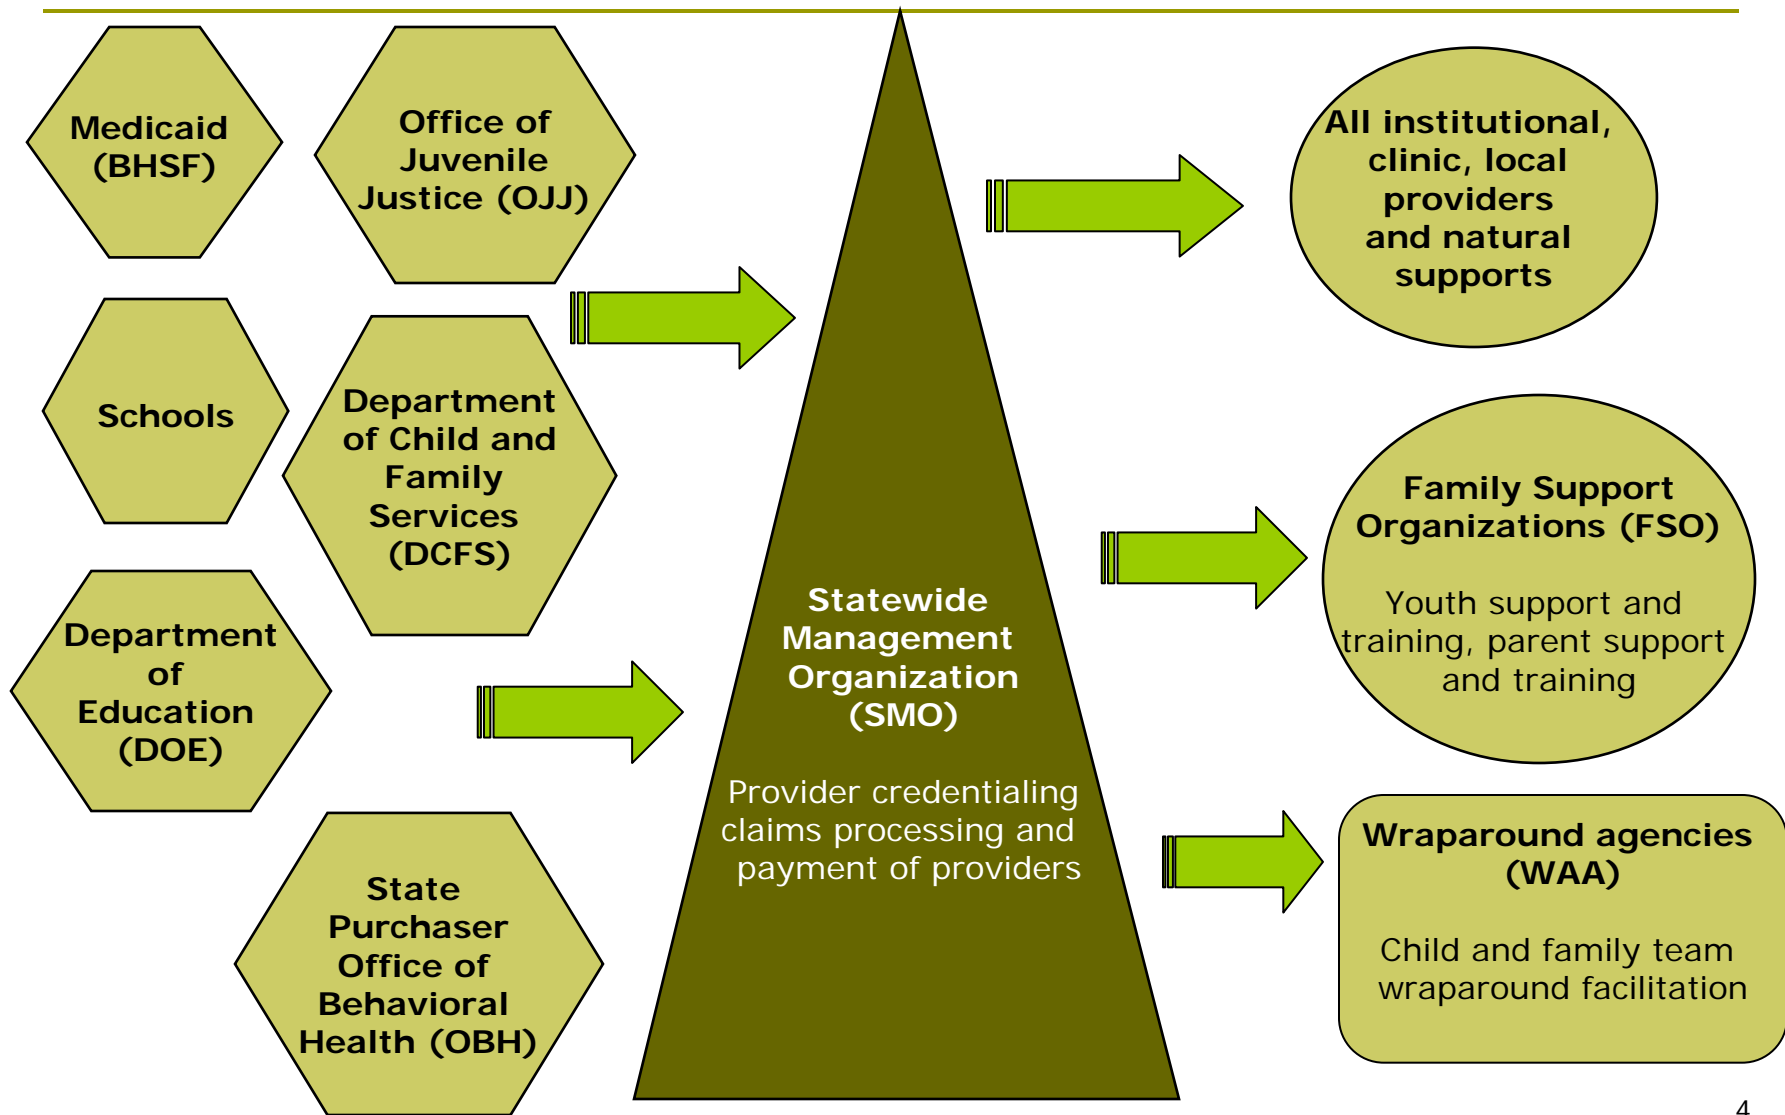 Medicaid
(BHSF)
Office of
Juvenile
Justice (OJJ)
Schools
Department
of Child and
Family
Services
(DCFS)
Department
of
Education
(DOE)
State
Purchaser
Office of
Behavioral
Health (OBH)
Statewide
Management
Organization
(SMO)
Provider credentialing
claims processing and
payment of providers
All institutional,
clinic, local
providers
and natural
supports
Family Support
Organizations (FSO)
Youth support and
training, parent support
and training
Wraparound agencies
(WAA)
Child and family team
wraparound facilitation
4